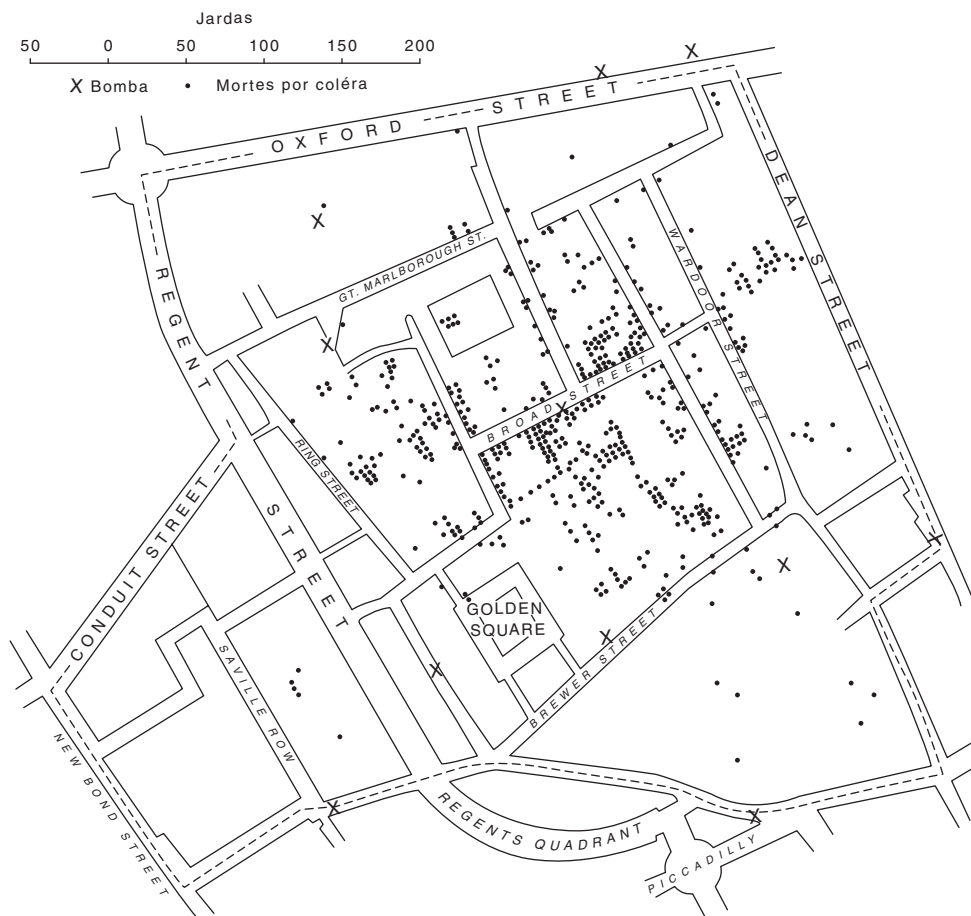 Jardas
50 0 50 100 150 200
X Bomba • Mortes por coléra
OXFORD STREET
DEAN STREET
REGENT STREET
GT. MARLBOROUGH ST.
WARDOOR STREET
BROAD STREET
RING STREET
CONDUIT STREET
GOLDEN
SQUARE
BREWER STREET
SAVILLE ROW
NEW BOND STREET
REGENTS QUADRANT
PICCADILLY